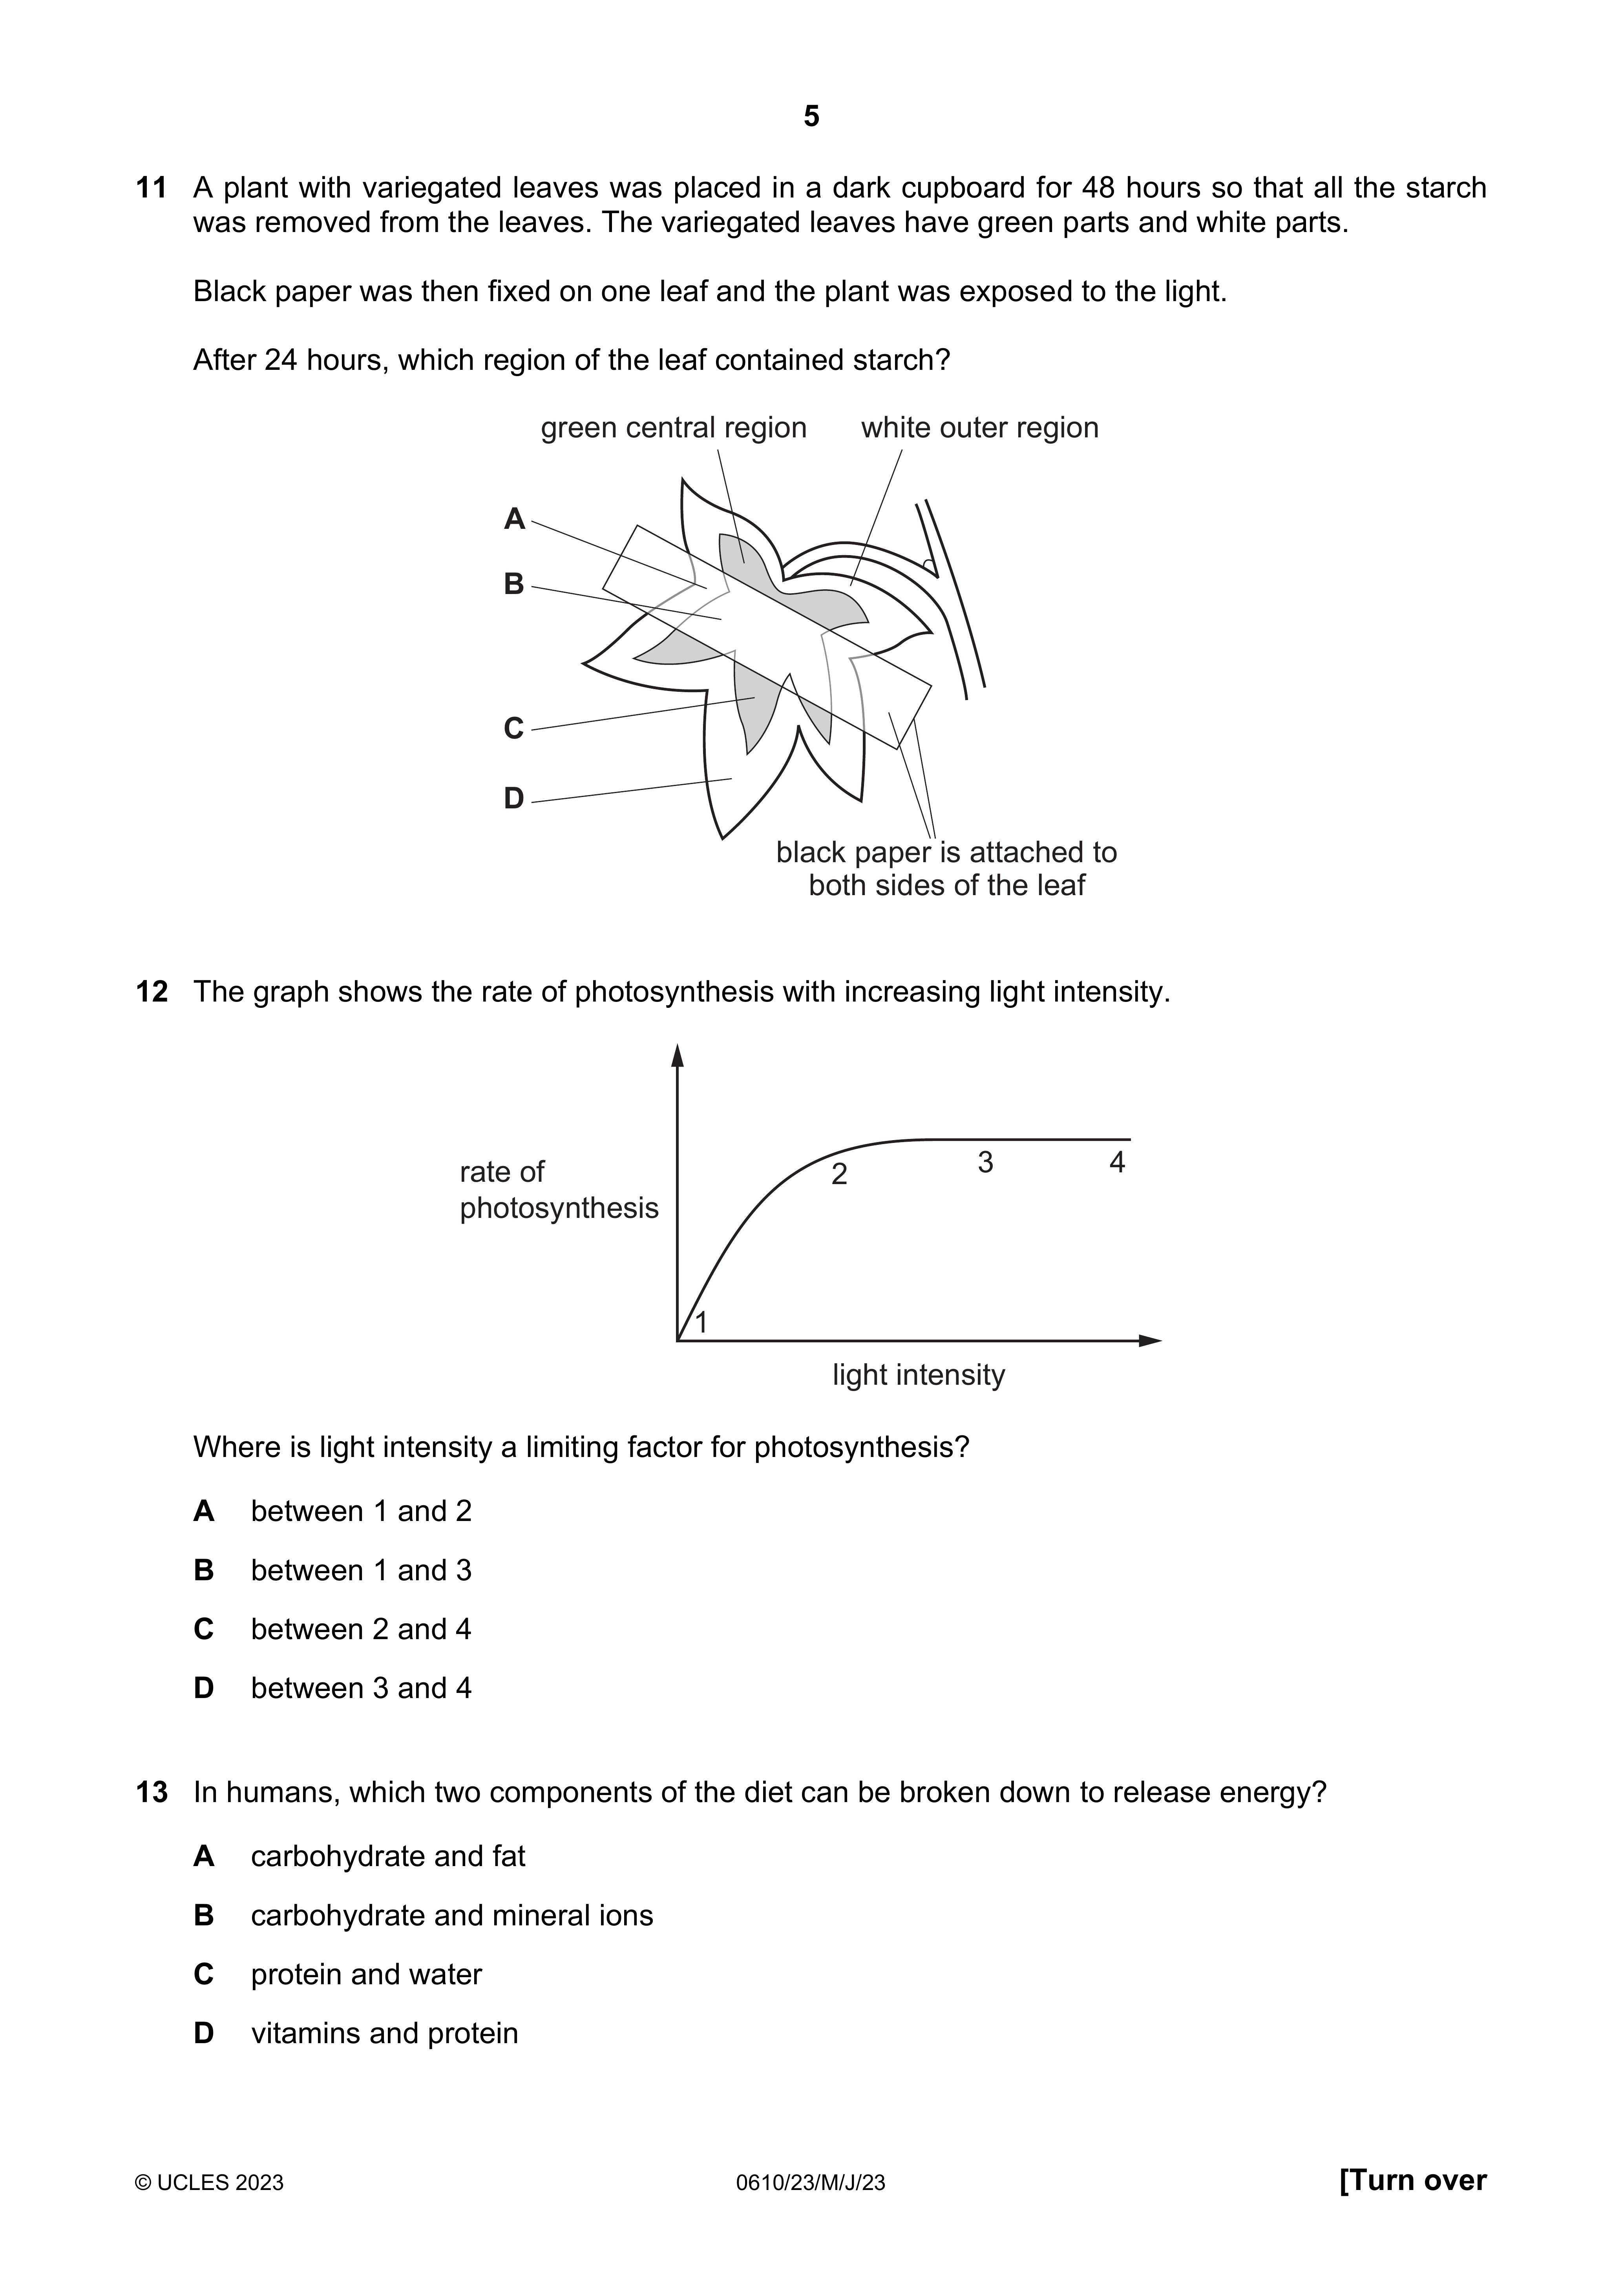 5
11 A plant with variegated leaves was placed in a dark cupboard for 48 hours so that all the starch
was removed from the leaves. The variegated leaves have green parts and white parts.
Black paper was then fixed on one leaf and the plant was exposed to the light.
After 24 hours, which region of the leaf contained starch?
green central region white outer region
A
B
C
D
black paper is attached to
both sides of the leaf
12 The graph shows the rate of photosynthesis with increasing light intensity.
rate of
photosynthesis
2
3
4
1
light intensity
Where is light intensity a limiting factor for photosynthesis?
A between 1 and 2
B between 1 and 3
C between 2 and 4
D between 3 and 4
13 In humans, which two components of the diet can be broken down to release energy?
A carbohydrate and fat
B carbohydrate and mineral ions
C protein and water
D vitamins and protein
© UCLES 2023 0610/23/M/J/23 [Turn over